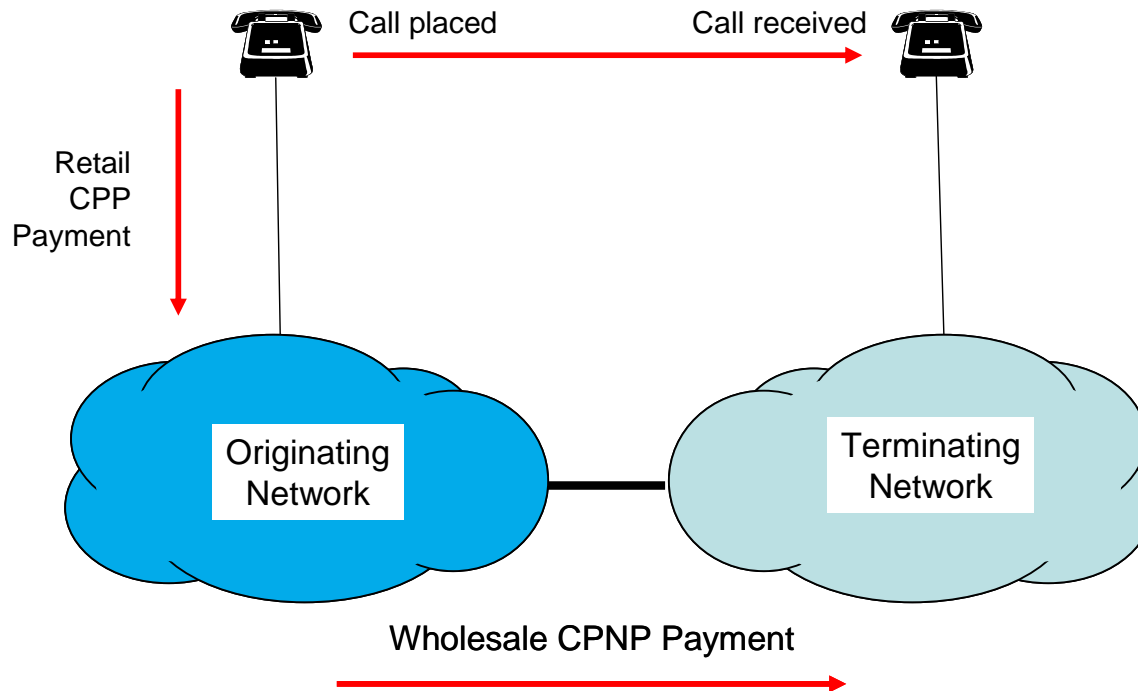 Call placed
Call received
Retail
CPP
Payment
Originating
Network
Terminating
Network
Wholesale CPNP Payment